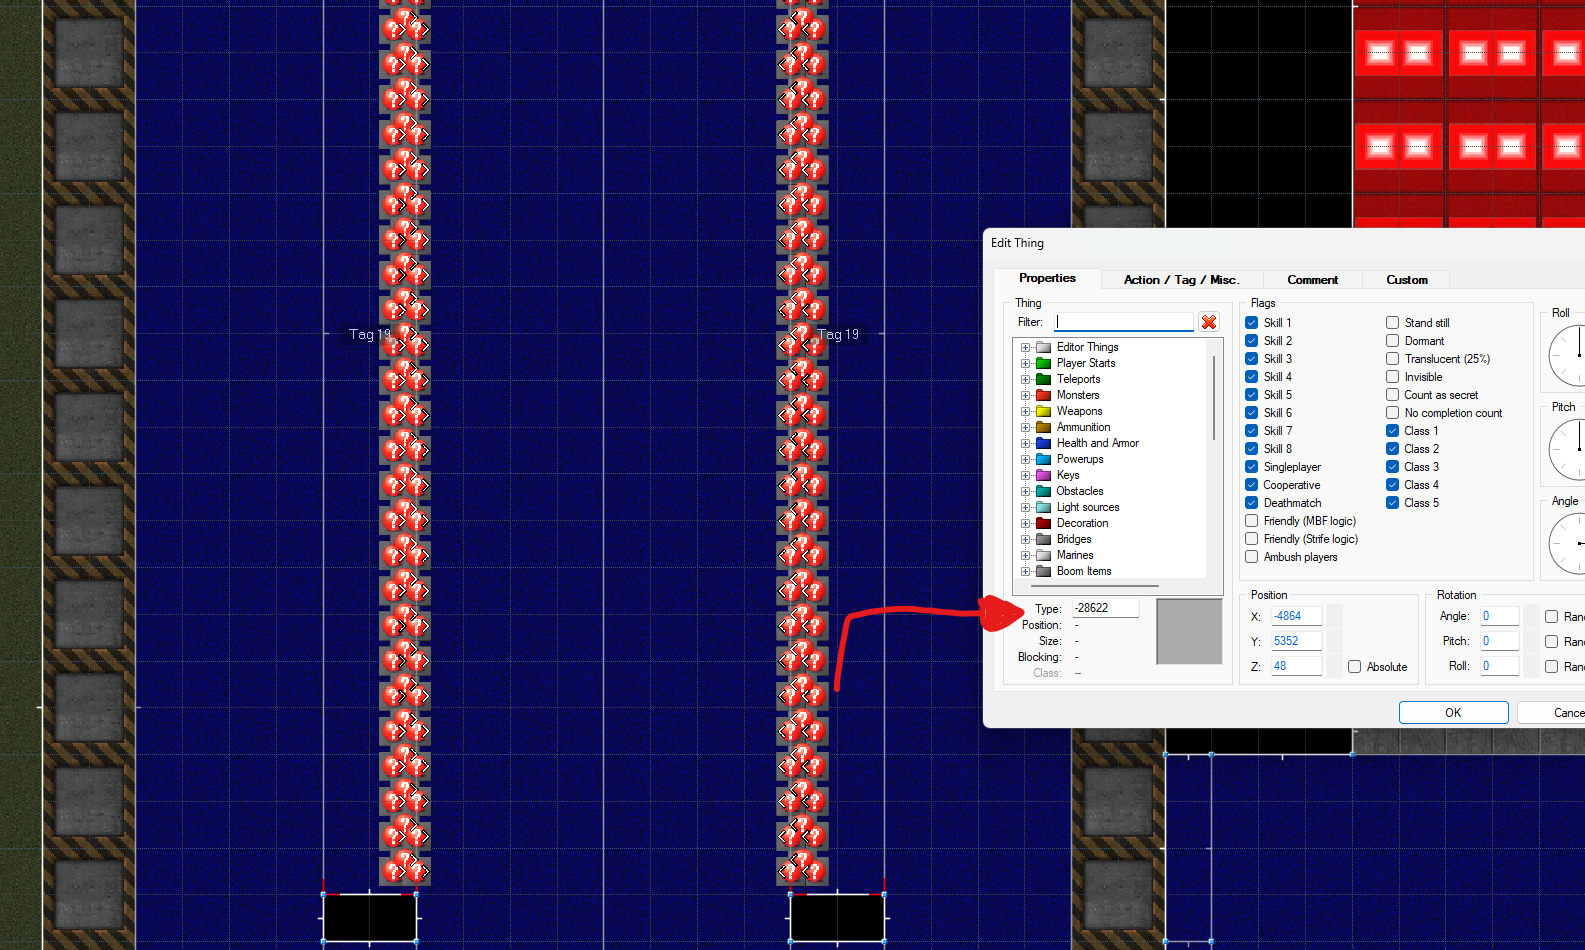 Tag 19
Tag 19
Edit Thing
Properties
Action / Tag / Misc.
Comment
Custom
Thing
Filter:
Editor Things
Player Starts
Teleports
Monsters
Weapons
Ammunition
Health and Armor
Powerups
Keys
Obstacles
Light sources
Decoration
Bridges
Marines
Boom Items
Type: -28622
Position: -
Size: -
Blocking: -
Class: --
Flags
Skill 1
Skill 2
Skill 3
Skill 4
Skill 5
Skill 6
Skill 7
Skill 8
Singleplayer
Cooperative
Deathmatch
Friendly (MBF logic)
Friendly (Strife logic)
Ambush players
Stand still
Dormant
Translucent (25%)
Invisible
Count as secret
No completion count
Class 1
Class 2
Class 3
Class 4
Class 5
Roll
Pitch
Angle
Position
X: -4864
Y: 5352
Z: 48
Absolute
Rotation
Angle: 0
Pitch: 0
Roll: 0
OK